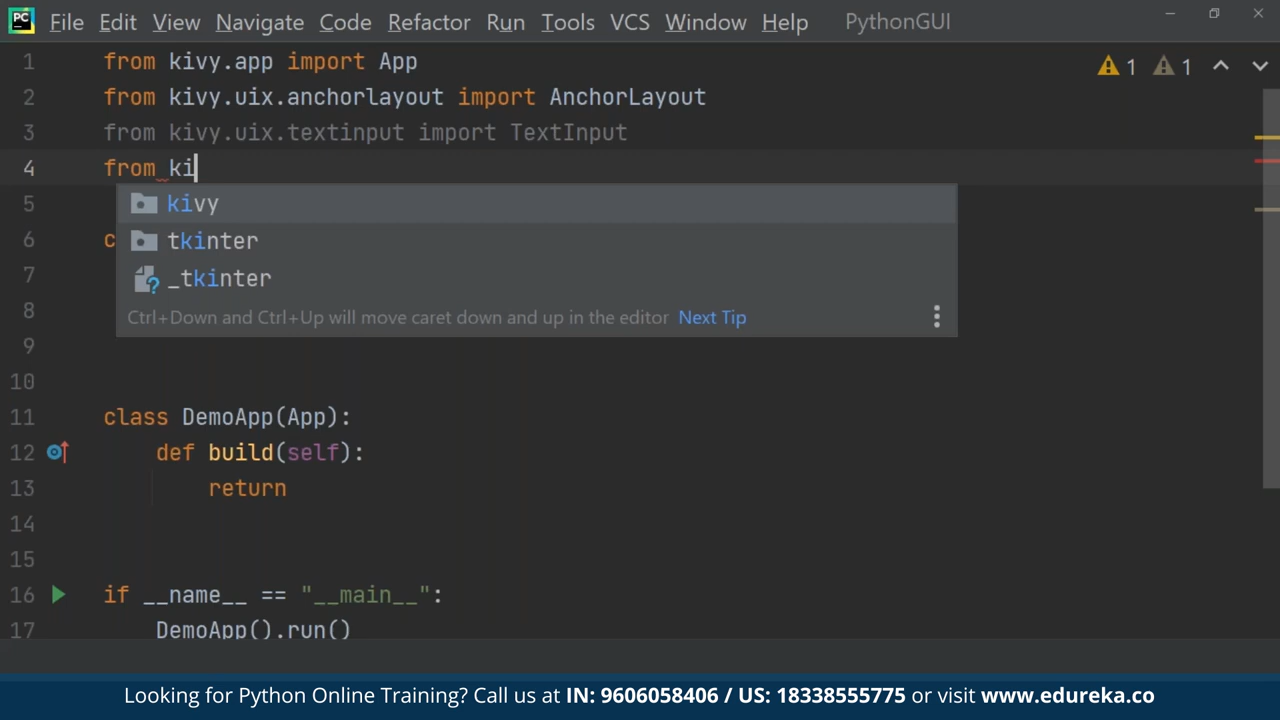 PC File Edit View Navigate Code Refactor Run Tools VCS Window Help PythonGUI
1 from kivy.app import App
1 1
2 from kivy.uix.anchorlayout import AnchorLayout
3 from kivy.uix.textinput import TextInput
4 from ki
5 kivy
6 c tkinter
7 _tkinter
8 Ctrl+Down and Ctrl+Up will move caret down and up in the editor Next Tip
9
10
11 class DemoApp(App):
12 def build(self):
13 return
14
15
16 if __name__ == "__main__":
17 DemoApp().run()
Looking for Python Online Training? Call us at IN: 9606058406 / US: 18338555775 or visit www.edureka.co